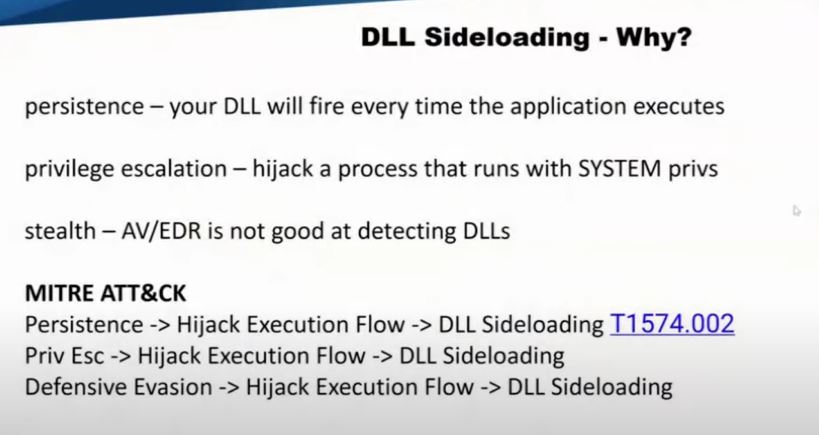 DLL Sideloading - Why?
persistence – your DLL will fire every time the application executes
privilege escalation – hijack a process that runs with SYSTEM privs
stealth – AV/EDR is not good at detecting DLLs
MITRE ATT&CK
Persistence -> Hijack Execution Flow -> DLL Sideloading T1574.002
Priv Esc -> Hijack Execution Flow -> DLL Sideloading
Defensive Evasion -> Hijack Execution Flow -> DLL Sideloading